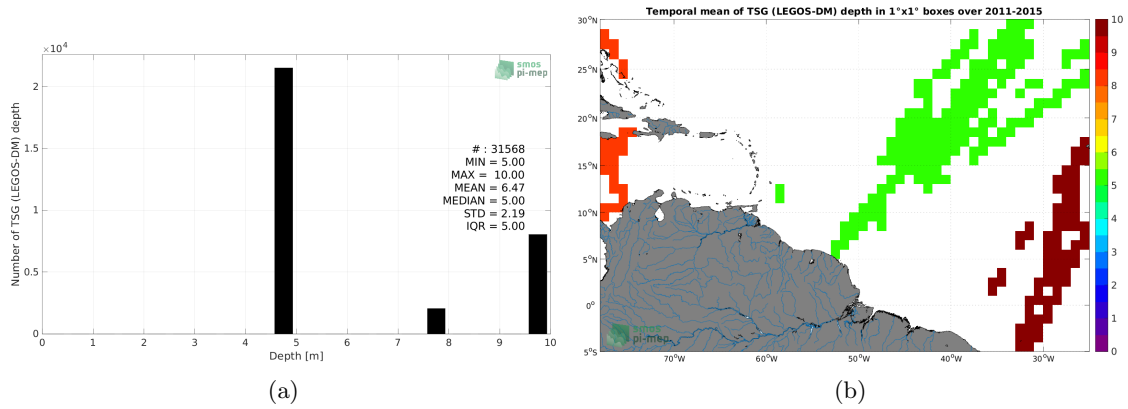 ×10⁴
2
1.5
1
0.5
0
Number of TSG (LEGOS-DM) depth
smos
pi-mep
# : 31568
MIN = 5.00
MAX = 10.00
MEAN = 6.47
MEDIAN = 5.00
STD = 2.19
IQR = 5.00
0 1 2 3 4 5 6 7 8 9 10
Depth [m]
(a)
Temporal mean of TSG (LEGOS-DM) depth in 1°x1° boxes over 2011-2015
30°N
25°N
20°N
15°N
10°N
5°N
0°
5°S
smos
pi-mep
70°W 60°W 50°W 40°W 30°W
10
9
8
7
6
5
4
3
2
1
0
(b)